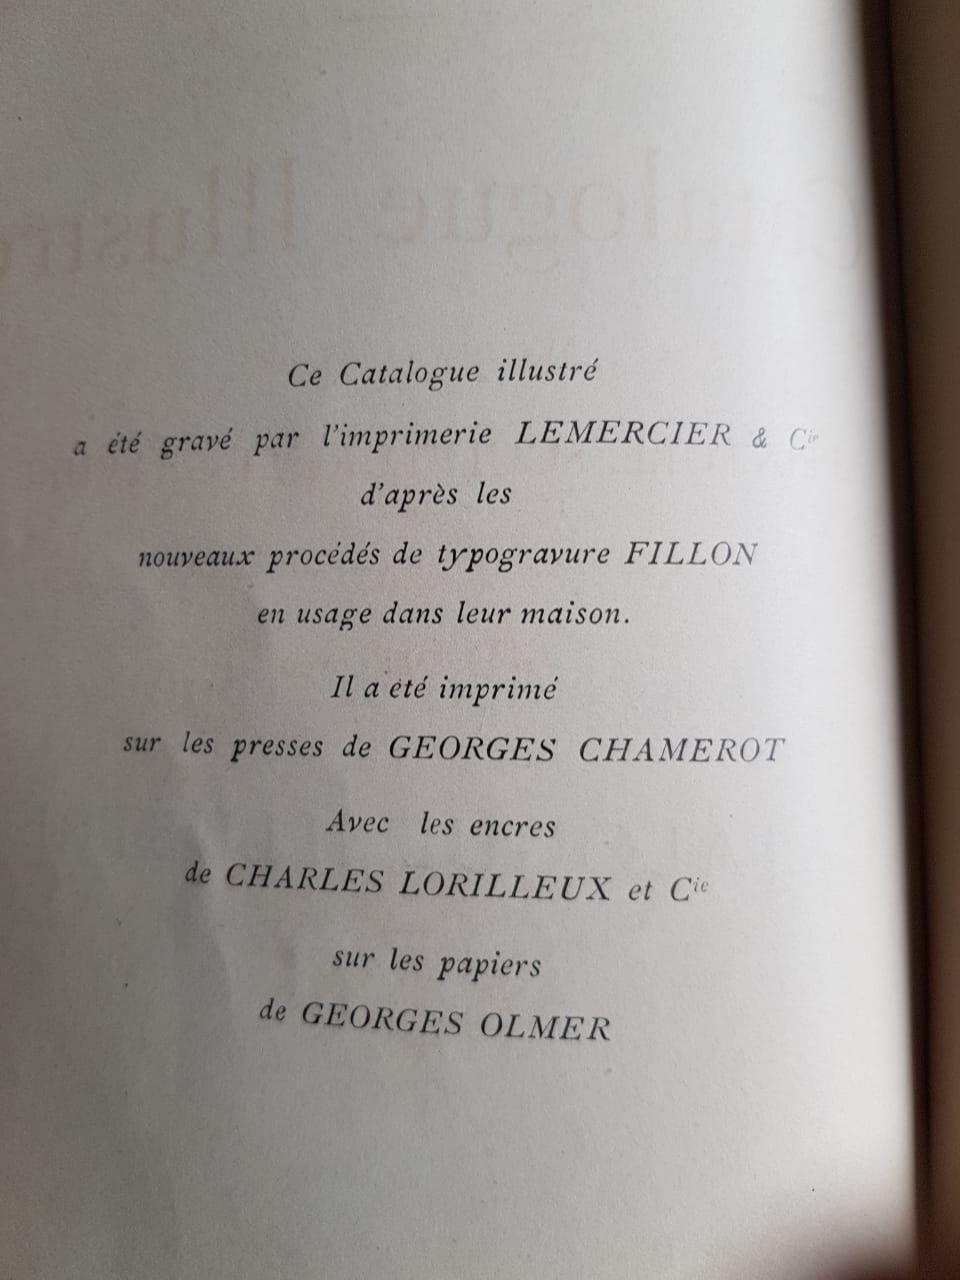 Ce Catalogue illustré
a été gravé par l'imprimerie LEMERCIER & Cie
d'après les
nouveaux procédés de typogravure FILLON
en usage dans leur maison.
Il a été imprimé
sur les presses de GEORGES CHAMEROT
Avec les encres
de CHARLES LORILLEUX et Cie
sur les papiers
de GEORGES OLMER